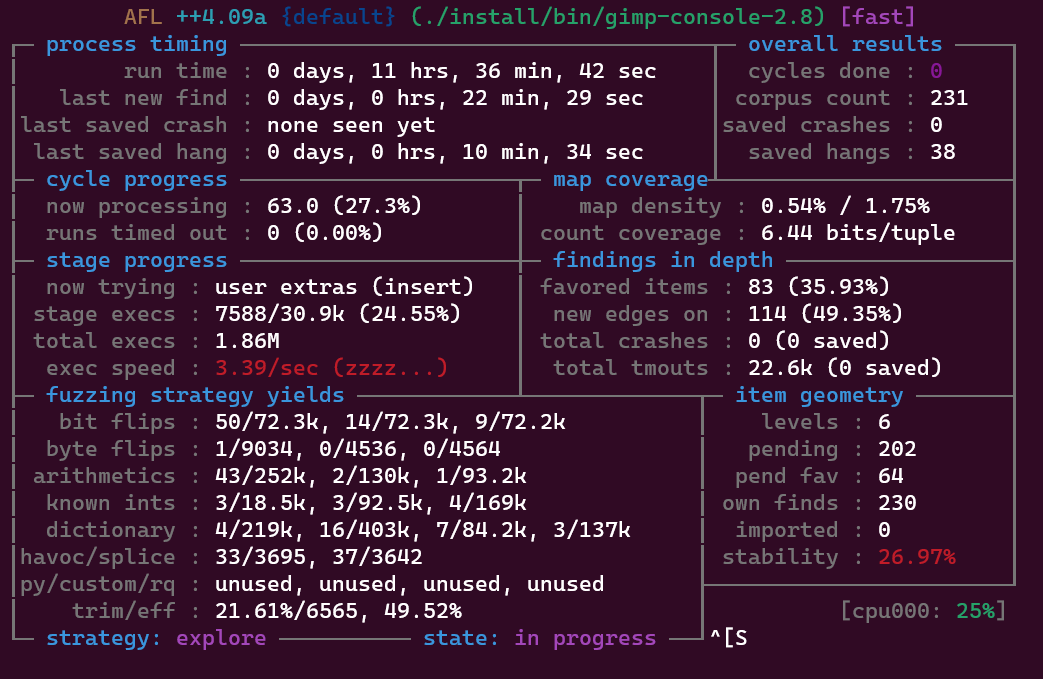 AFL ++4.09a {default} (./install/bin/gimp-console-2.8) [fast]
process timing overall results
run time : 0 days, 11 hrs, 36 min, 42 sec cycles done : 0
last new find : 0 days, 0 hrs, 22 min, 29 sec corpus count : 231
last saved crash : none seen yet saved crashes : 0
last saved hang : 0 days, 0 hrs, 10 min, 34 sec saved hangs : 38
cycle progress map coverage
now processing : 63.0 (27.3%) map density : 0.54% / 1.75%
runs timed out : 0 (0.00%) count coverage : 6.44 bits/tuple
stage progress findings in depth
now trying : user extras (insert) favored items : 83 (35.93%)
stage execs : 7588/30.9k (24.55%) new edges on : 114 (49.35%)
total execs : 1.86M total crashes : 0 (0 saved)
exec speed : 3.39/sec (zzzz...) total tmouts : 22.6k (0 saved)
fuzzing strategy yields item geometry
bit flips : 50/72.3k, 14/72.3k, 9/72.2k levels : 6
byte flips : 1/9034, 0/4536, 0/4564 pending : 202
arithmetics : 43/252k, 2/130k, 1/93.2k pend fav : 64
known ints : 3/18.5k, 3/92.5k, 4/169k own finds : 230
dictionary : 4/219k, 16/403k, 7/84.2k, 3/137k imported : 0
havoc/splice : 33/3695, 37/3642 stability : 26.97%
py/custom/rq : unused, unused, unused, unused
trim/eff : 21.61%/6565, 49.52% [cpu000: 25%]
strategy: explore state: in progress ^[S